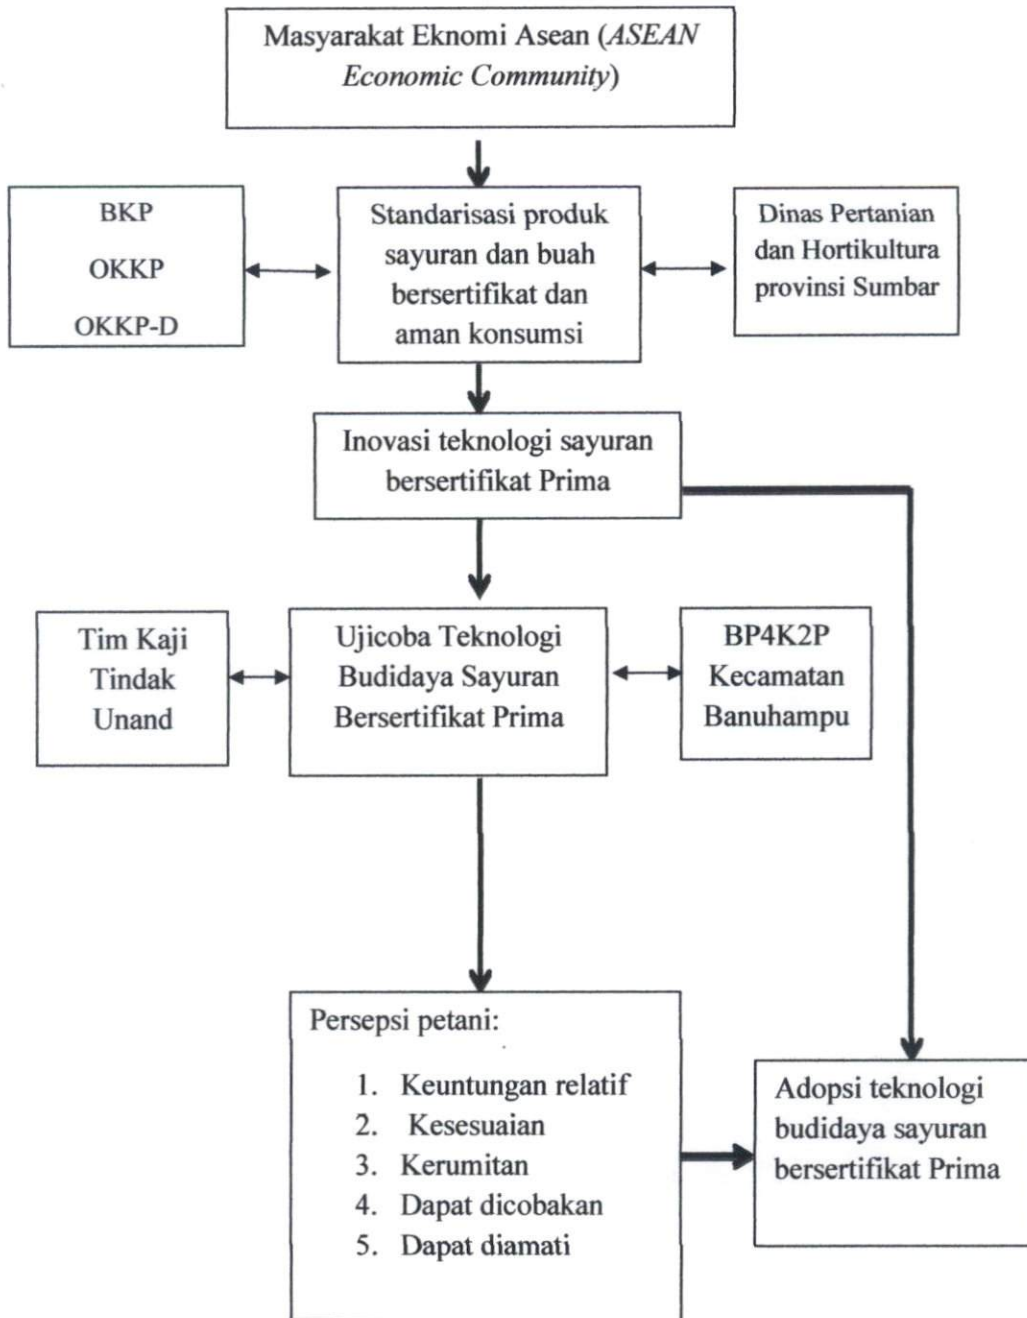 Masyarakat Eknomi Asean (ASEAN
Economic Community)
BKP
OKKP
OKKP-D
Standarisasi produk
sayuran dan buah
bersertifikat dan
aman konsumsi
Dinas Pertanian
dan Hortikultura
provinsi Sumbar
Inovasi teknologi sayuran
bersertifikat Prima
Tim Kaji
Tindak
Unand
Ujicoba Teknologi
Budidaya Sayuran
Bersertifikat Prima
BP4K2P
Kecamatan
Banuhampu
Persepsi petani:
1. Keuntungan relatif
2. Kesesuaian
3. Kerumitan
4. Dapat dicobakan
5. Dapat diamati
Adopsi teknologi
budidaya sayuran
bersertifikat Prima